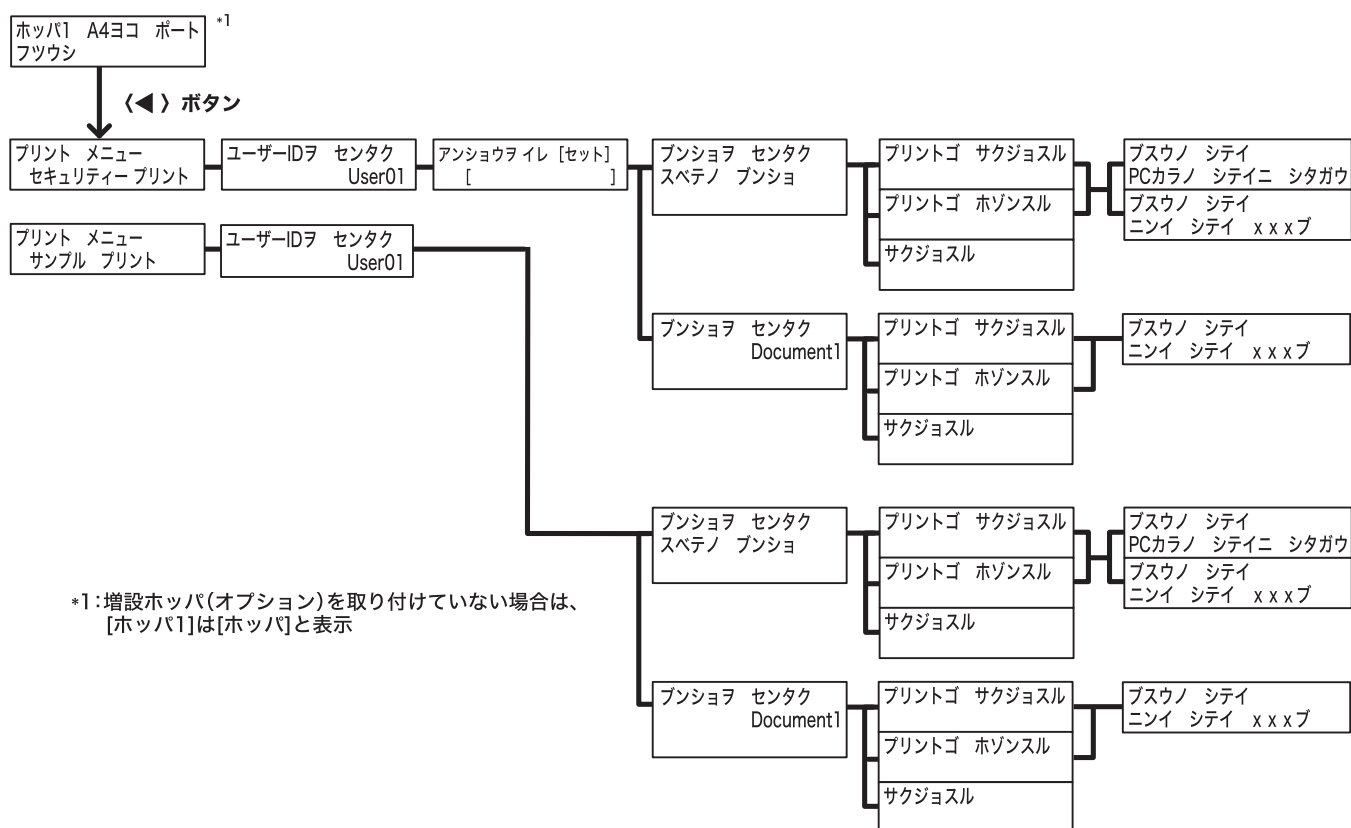 ホッパ1 A4ヨコ ポート
フツウシ
*1
〈◀〉ボタン
プリント メニュー
セキュリティー プリント
ユーザーIDヲ センタク
User01
アンショウヲ イレ [セット]
[ ]
ブンショヲ センタク
スベテノ ブンショ
プリントゴ サクジョスル
プリントゴ ホゾンスル
サクジョスル
ブスウノ シテイ
PCカラノ シテイニ シタガウ
ブスウノ シテイ
ニンイ シテイ xxxブ
ブンショヲ センタク
Document1
プリントゴ サクジョスル
プリントゴ ホゾンスル
サクジョスル
ブスウノ シテイ
ニンイ シテイ xxxブ
プリント メニュー
サンプル プリント
ユーザーIDヲ センタク
User01
ブンショヲ センタク
スベテノ ブンショ
プリントゴ サクジョスル
プリントゴ ホゾンスル
サクジョスル
ブスウノ シテイ
PCカラノ シテイニ シタガウ
ブスウノ シテイ
ニンイ シテイ xxxブ
ブンショヲ センタク
Document1
プリントゴ サクジョスル
プリントゴ ホゾンスル
サクジョスル
ブスウノ シテイ
ニンイ シテイ xxxブ
*1:増設ホッパ(オプション)を取り付けていない場合は、
[ホッパ1]は[ホッパ]と表示